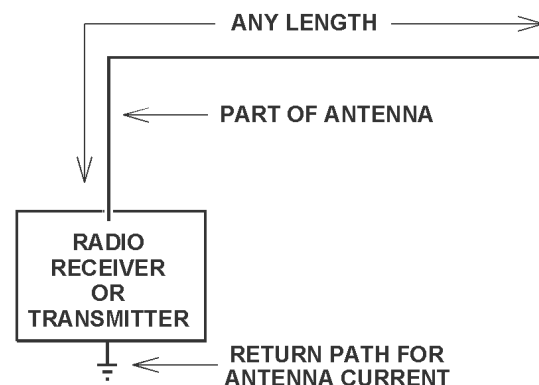 ANY LENGTH
PART OF ANTENNA
RADIO
RECEIVER
OR
TRANSMITTER
RETURN PATH FOR
ANTENNA CURRENT